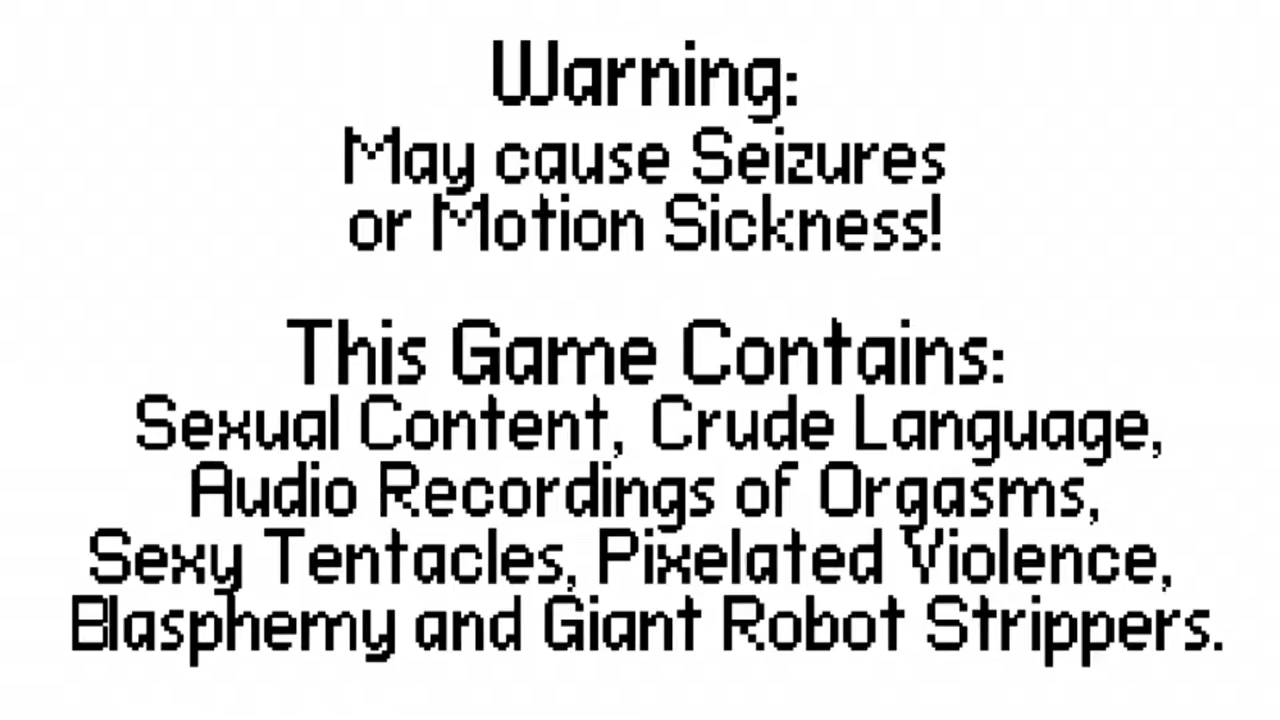 Warning:
May cause Seizures
or Motion Sickness!
This Game Contains:
Sexual Content, Crude Language,
Audio Recordings of Orgasms,
Sexy Tentacles, Pixelated Violence,
Blasphemy and Giant Robot Strippers.